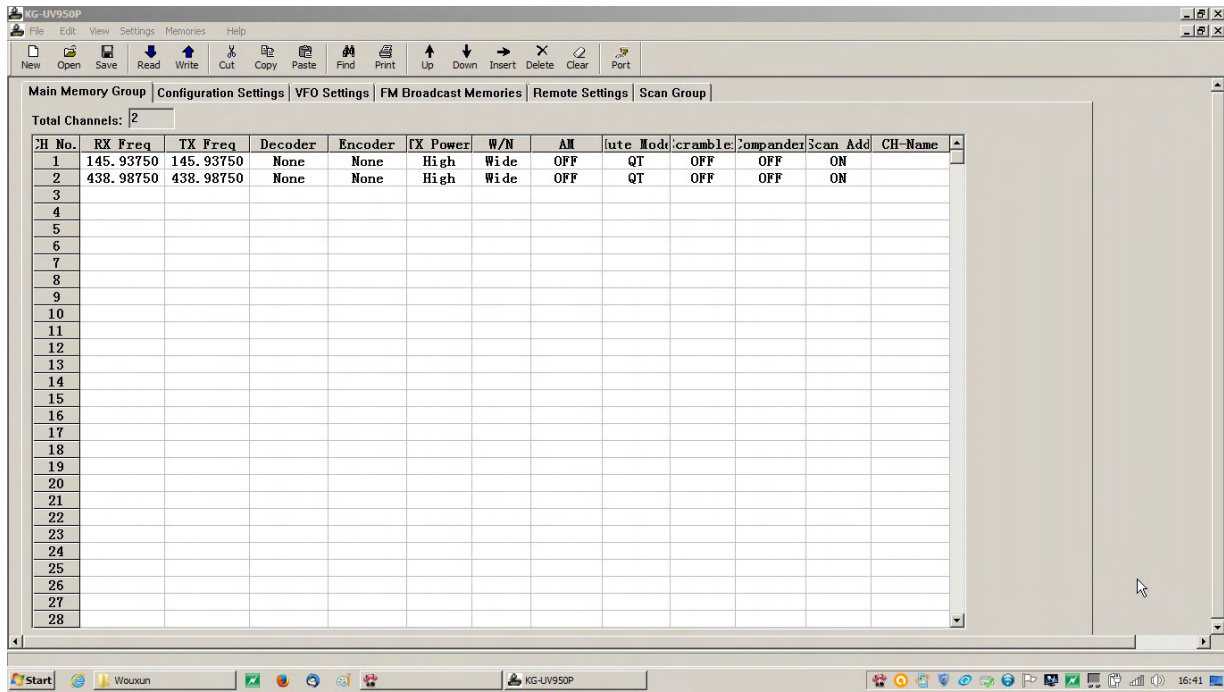 KG-UV950P
File Edit View Settings Memories Help
New Open Save Read Write Cut Copy Paste Find Print Up Down Insert Delete Clear Port
Main Memory Group Configuration Settings VFO Settings FM Broadcast Memories Remote Settings Scan Group
Total Channels: 2
CH No. RX Freq TX Freq Decoder Encoder TX Power W/N AM Mute Mode Scrambler Compander Scan Add CH-Name
1 145.93750 145.93750 None None High Wide OFF QT OFF OFF ON
2 438.98750 438.98750 None None High Wide OFF QT OFF OFF ON
3
4
5
6
7
8
9
10
11
12
13
14
15
16
17
18
19
20
21
22
23
24
25
26
27
28
Start Wouxun KG-UV950P 16:41